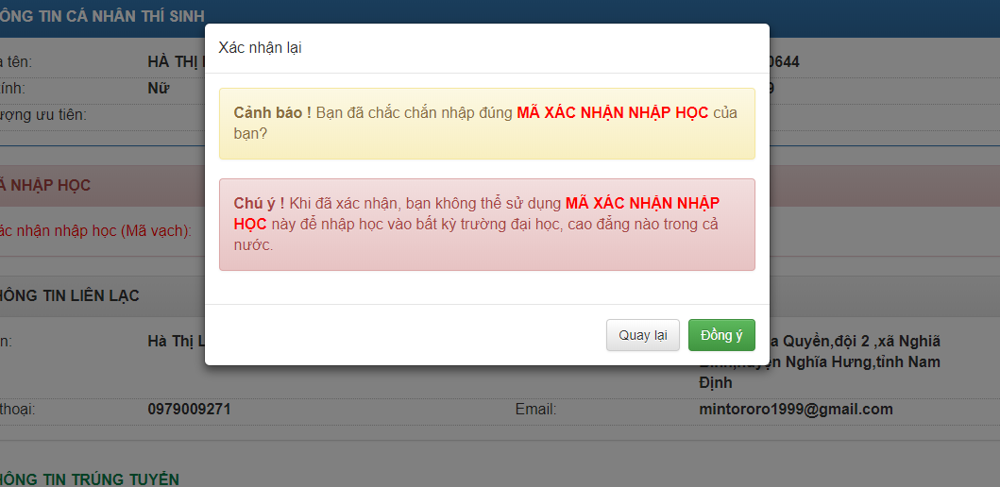 ÔNG TIN CÁ NHÂN THÍ SINH
Xác nhận lại
tên: HÀ THỊ 0644
Cảnh báo ! Bạn đã chắc chắn nhập đúng MÃ XÁC NHẬN NHẬP HỌC của
bạn?
ính: Nữ 9
ượng ưu tiên:
Ã NHẬP HỌC
Chú ý ! Khi đã xác nhận, bạn không thể sử dụng MÃ XÁC NHẬN NHẬP
HỌC này để nhập học vào bất kỳ trường đại học, cao đẳng nào trong cả
nước.
ác nhận nhập học (Mã vạch):
HÔNG TIN LIÊN LẠC
Quay lại Đồng ý
n: Hà Thị L a Quyền,đội 2 ,xã Nghiã
Nghĩa Hưng,tỉnh Nam
Định
thoại: 0979009271 Email: mintororo1999@gmail.com
HÔNG TIN TRÚNG TUYỂN